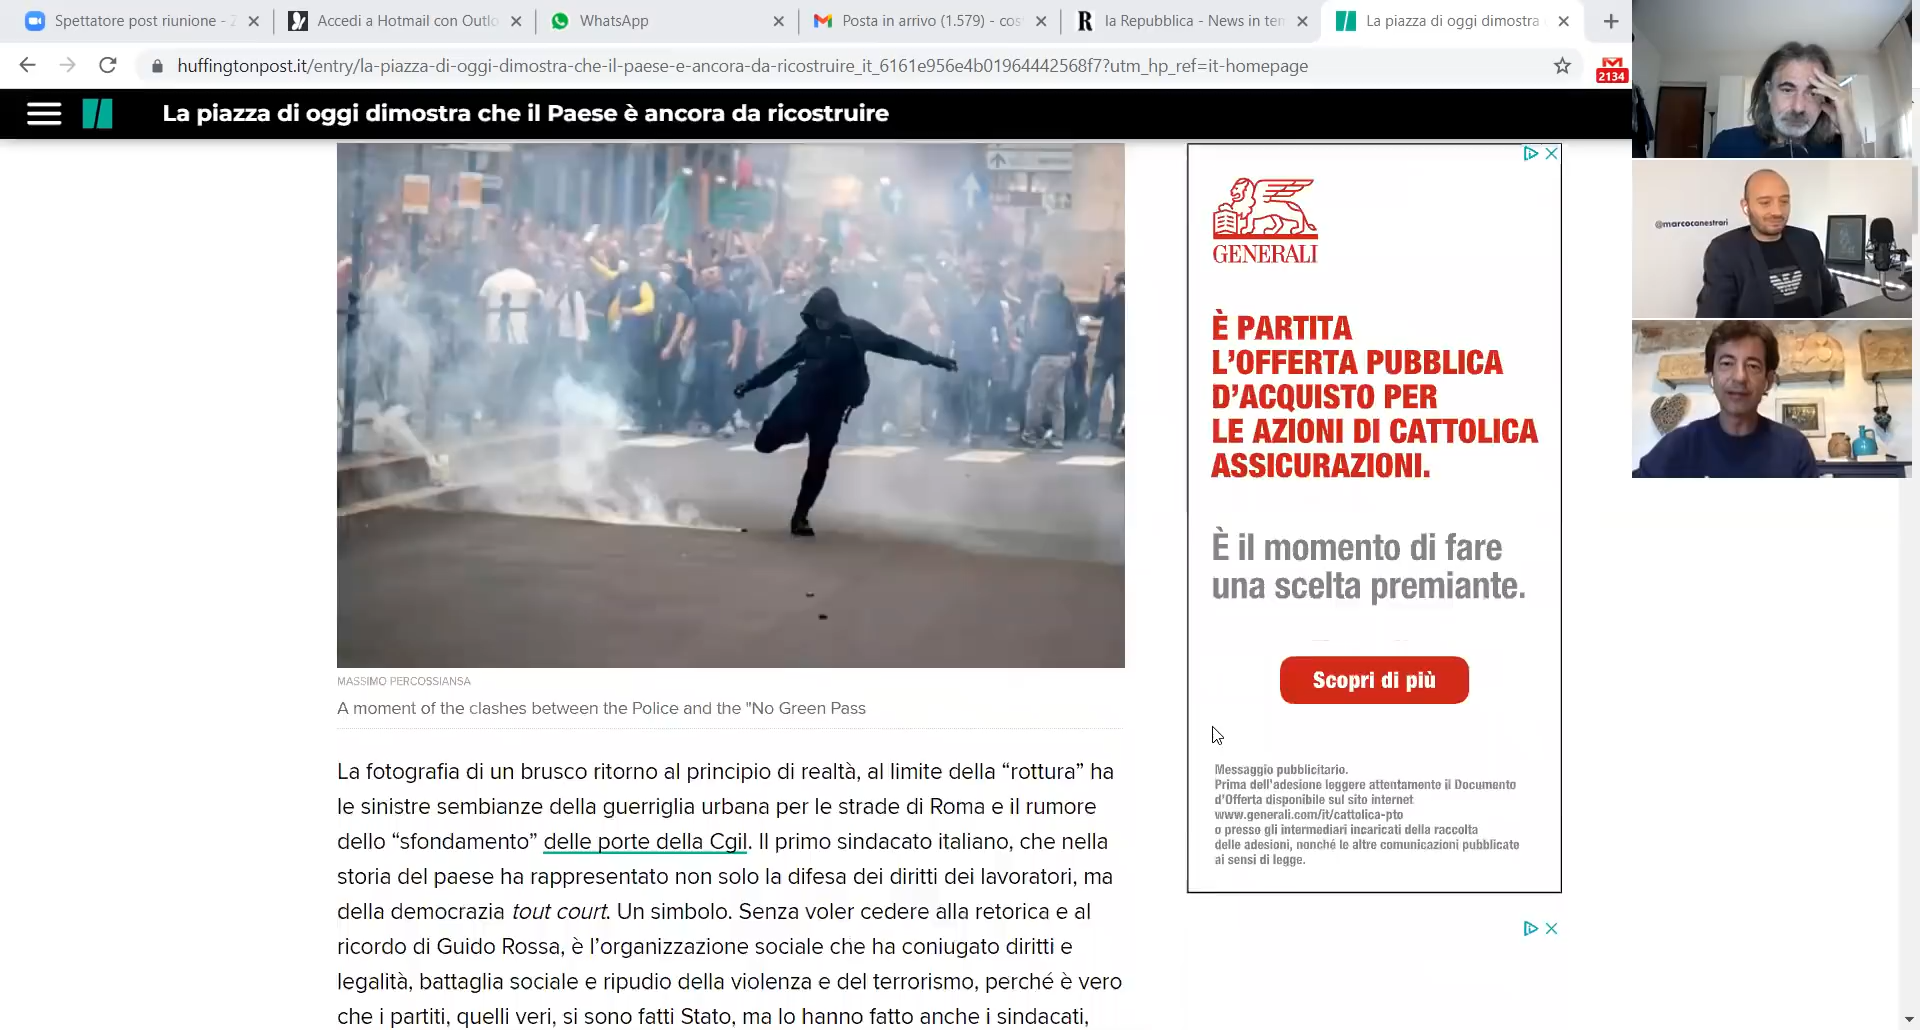 Spettatore post riunione - Z
Accedi a Hotmail con Outlo
WhatsApp
Posta in arrivo (1.579) - cos
la Repubblica - News in tem
La piazza di oggi dimostra
huffingtonpost.it/entry/la-piazza-di-oggi-dimostra-che-il-paese-e-ancora-da-ricostruire_it_6161e956e4b01964442568f7?utm_hp_ref=it-homepage
2134
La piazza di oggi dimostra che il Paese è ancora da ricostruire
@marcocanestrari
MASSIMO PERCOSSIANSA
A moment of the clashes between the Police and the "No Green Pass
La fotografia di un brusco ritorno al principio di realtà, al limite della “rottura” ha
le sinistre sembianze della guerriglia urbana per le strade di Roma e il rumore
dello “sfondamento” delle porte della Cgil. Il primo sindacato italiano, che nella
storia del paese ha rappresentato non solo la difesa dei diritti dei lavoratori, ma
della democrazia tout court. Un simbolo. Senza voler cedere alla retorica e al
ricordo di Guido Rossa, è l’organizzazione sociale che ha coniugato diritti e
legalità, battaglia sociale e ripudio della violenza e del terrorismo, perché è vero
che i partiti, quelli veri, si sono fatti Stato, ma lo hanno fatto anche i sindacati,
GENERALI
È PARTITA
L’OFFERTA PUBBLICA
D’ACQUISTO PER
LE AZIONI DI CATTOLICA
ASSICURAZIONI.
È il momento di fare
una scelta premiante.
Scopri di più
Messaggio pubblicitario.
Prima dell'adesione leggere attentamente il Documento
d'Offerta disponibile sul sito internet
www.generali.com/it/cattolica-pto
o presso gli intermediari incaricati della raccolta
delle adesioni, nonché le altre comunicazioni pubblicate
ai sensi di legge.